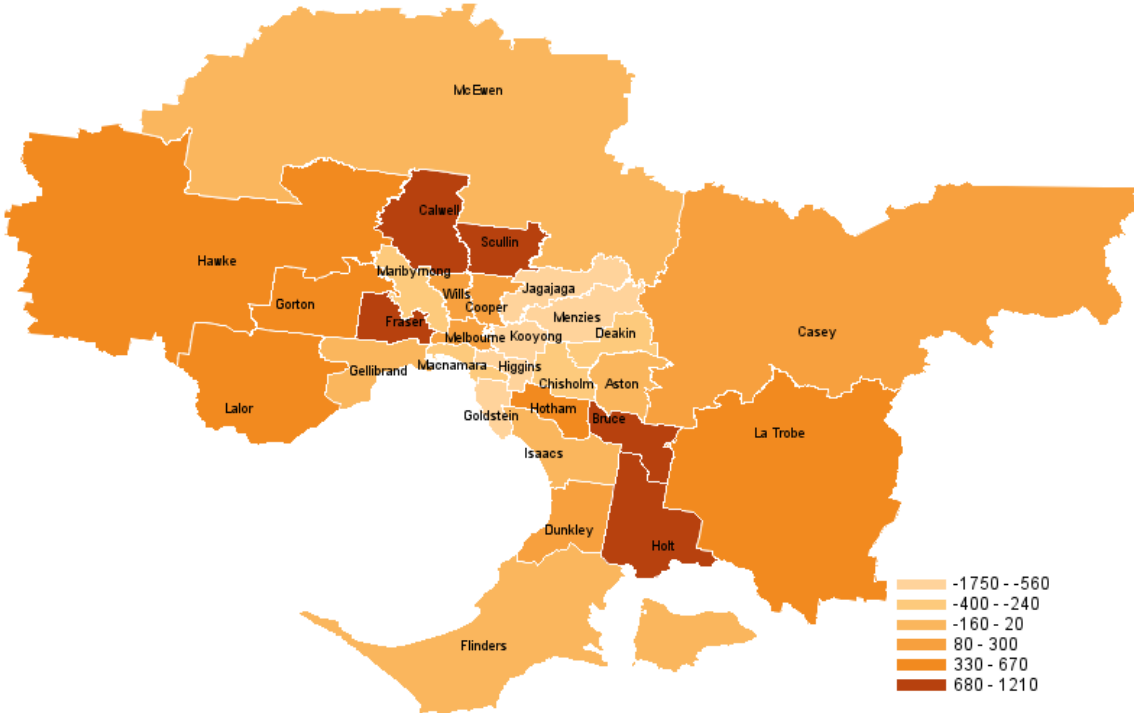 McEwen
Calwell
Scullin
Hawke
Maribyrnong
Jagajaga
Wills
Gorton
Cooper
Menzies
Fraser
Casey
Melbourne
Kooyong
Deakin
Macnamara
Higgins
Gellibrand
Chisholm
Aston
Lalor
Goldstein
Hotham
Bruce
La Trobe
Isaacs
Dunkley
Holt
Flinders
-1750 - -560
-400 - -240
-160 - 20
80 - 300
330 - 670
680 - 1210